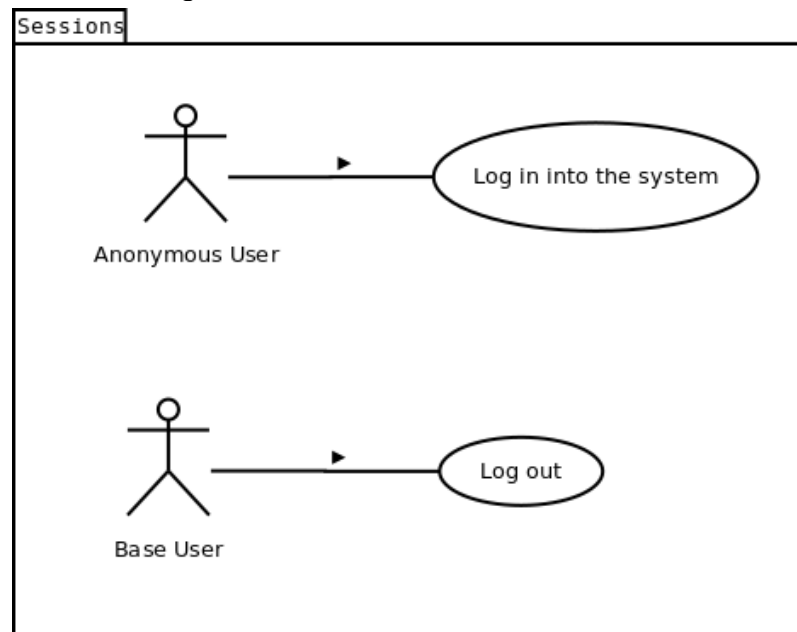 Sessions
Log in into the system
Anonymous User
Log out
Base User